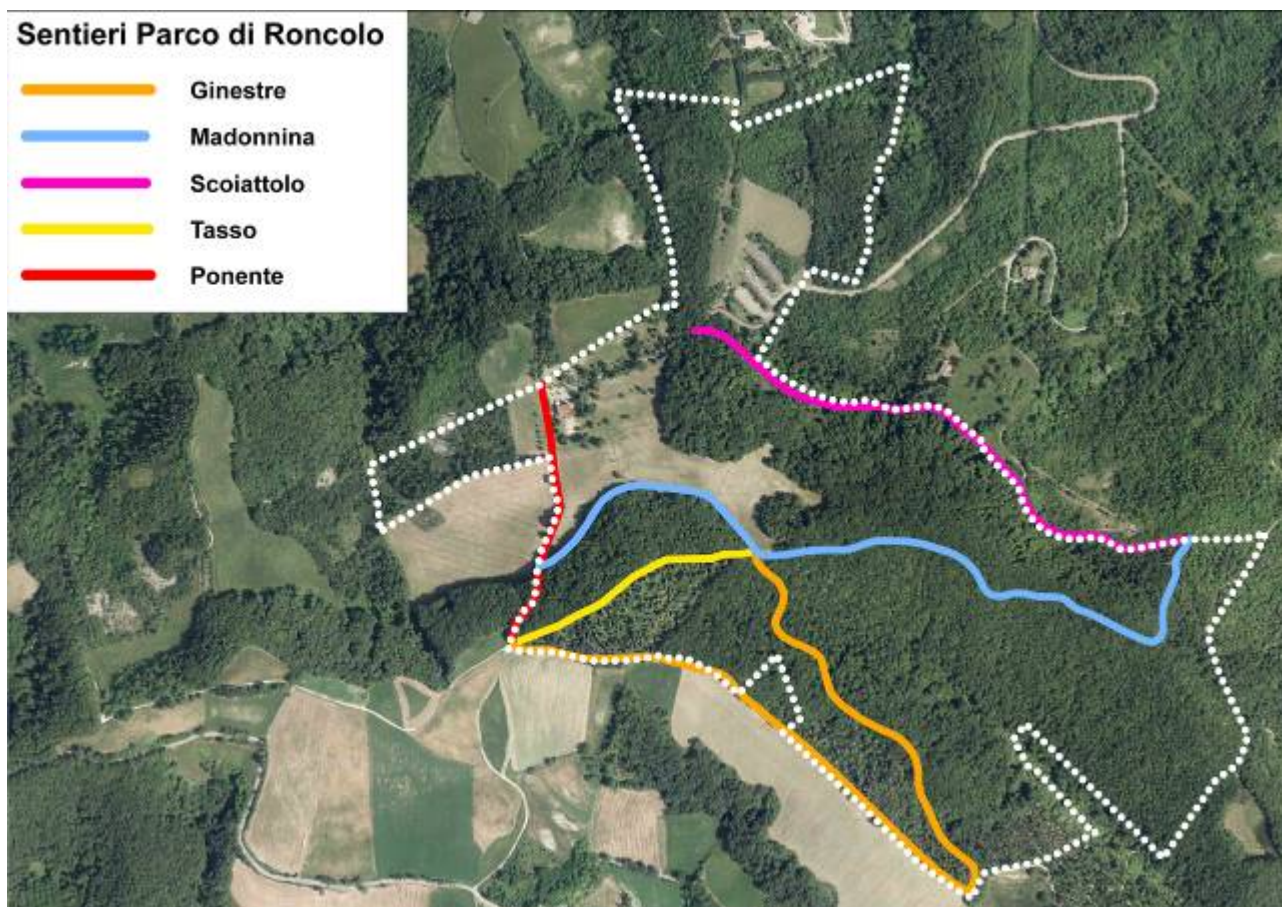 Sentieri Parco di Roncolo
Ginestre
Madonnina
Scoiattolo
Tasso
Ponente